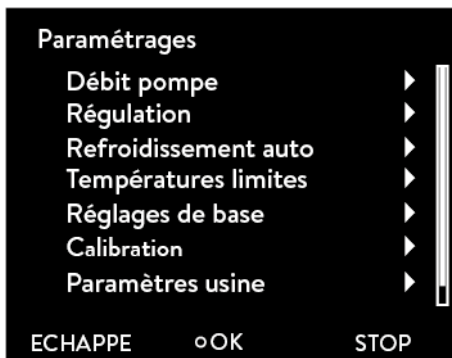 Paramétrages
Débit pompe
Régulation
Refroidissement auto
Températures limites
Réglages de base
Calibration
Paramètres usine
ECHAPPE OK STOP